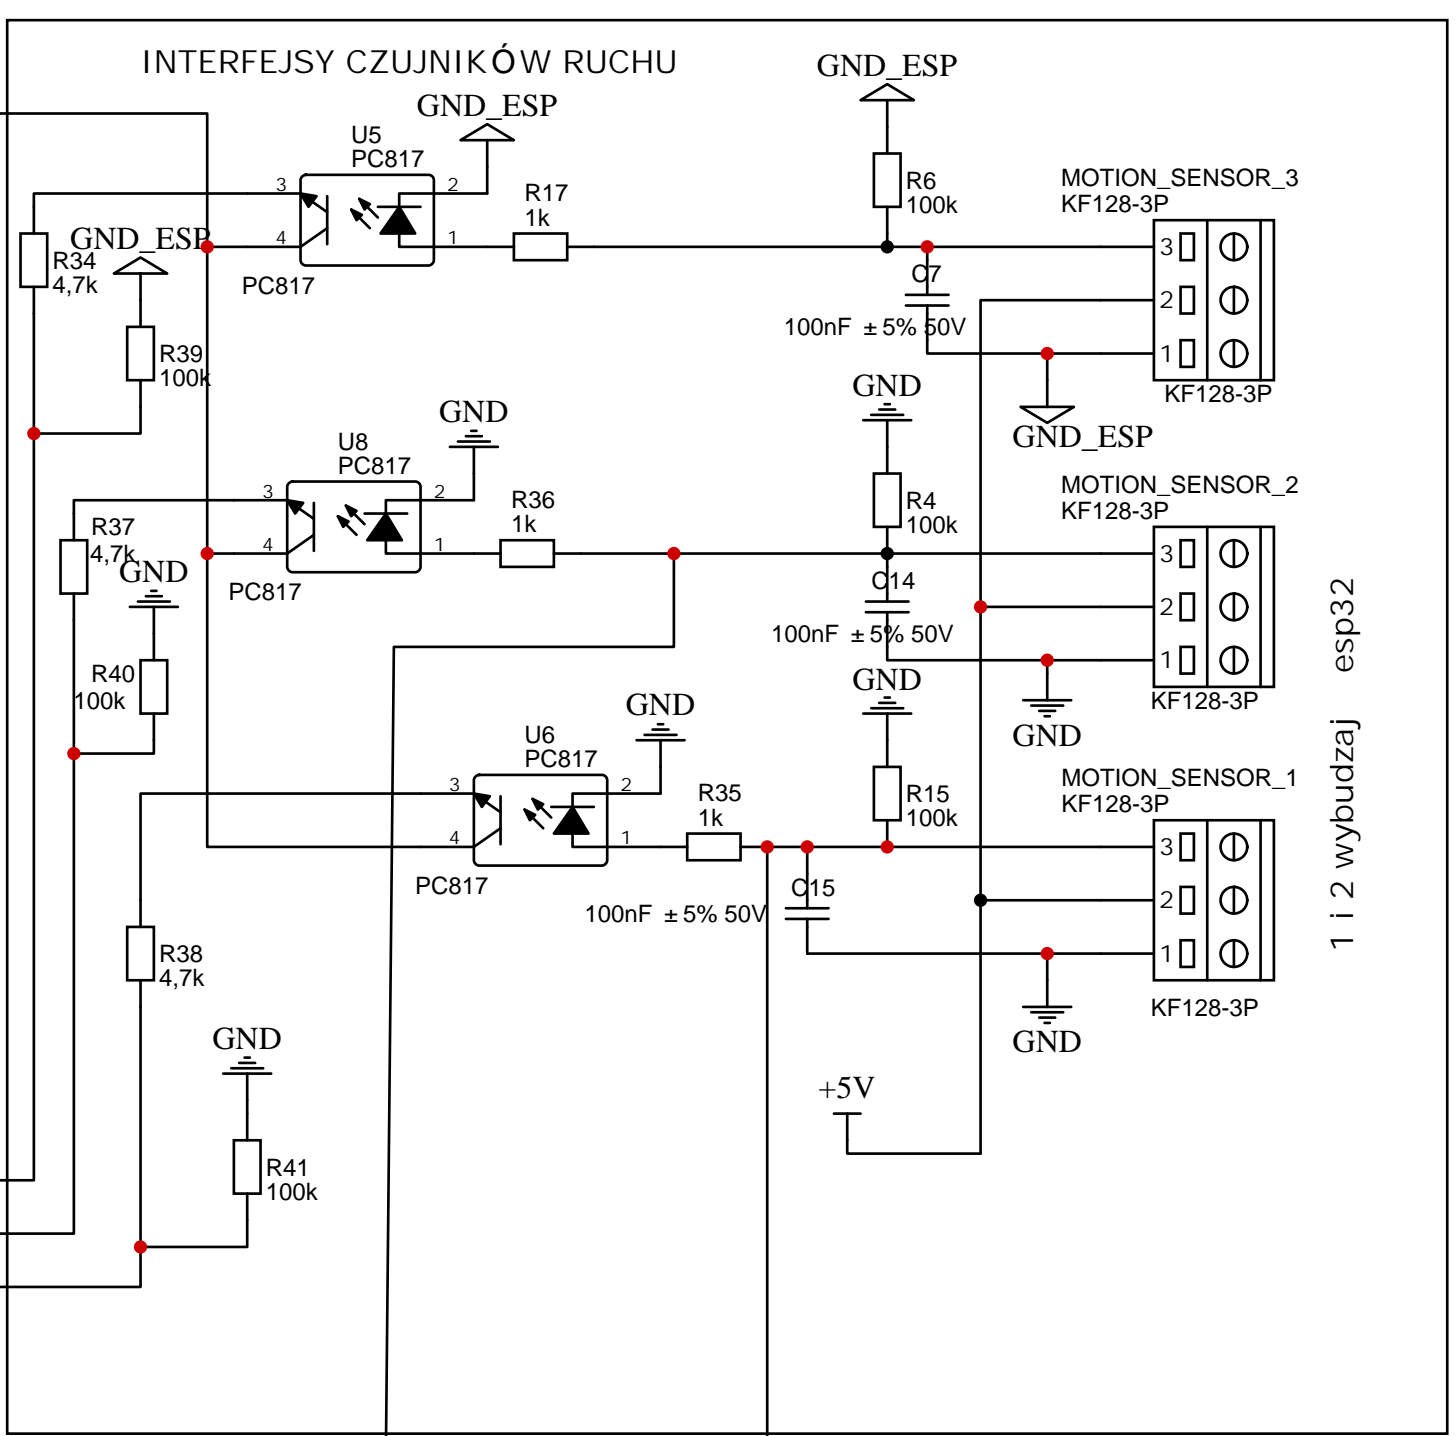 INTERFEJSY CZUJNIKÓW RUCHU
GND_ESP
GND_ESP
U5
PC817
3
2
4
1
PC817
R17
1k
R6
100k
MOTION_SENSOR_3
KF128-3P
3
2
1
KF128-3P
GND_ESP
R34
4,7k
R39
100k
C7
100nF ±5% 50V
GND_ESP
GND
GND
U8
PC817
3
2
4
1
PC817
R36
1k
R4
100k
MOTION_SENSOR_2
KF128-3P
3
2
1
KF128-3P
R37
4,7k
GND
R40
100k
C14
100nF ±5% 50V
GND
GND
GND
U6
PC817
3
2
4
1
PC817
R35
1k
R15
100k
MOTION_SENSOR_1
KF128-3P
3
2
1
KF128-3P
C15
100nF ±5% 50V
GND
R38
4,7k
GND
R41
100k
+5V
1 i 2 wybudzaj esp32